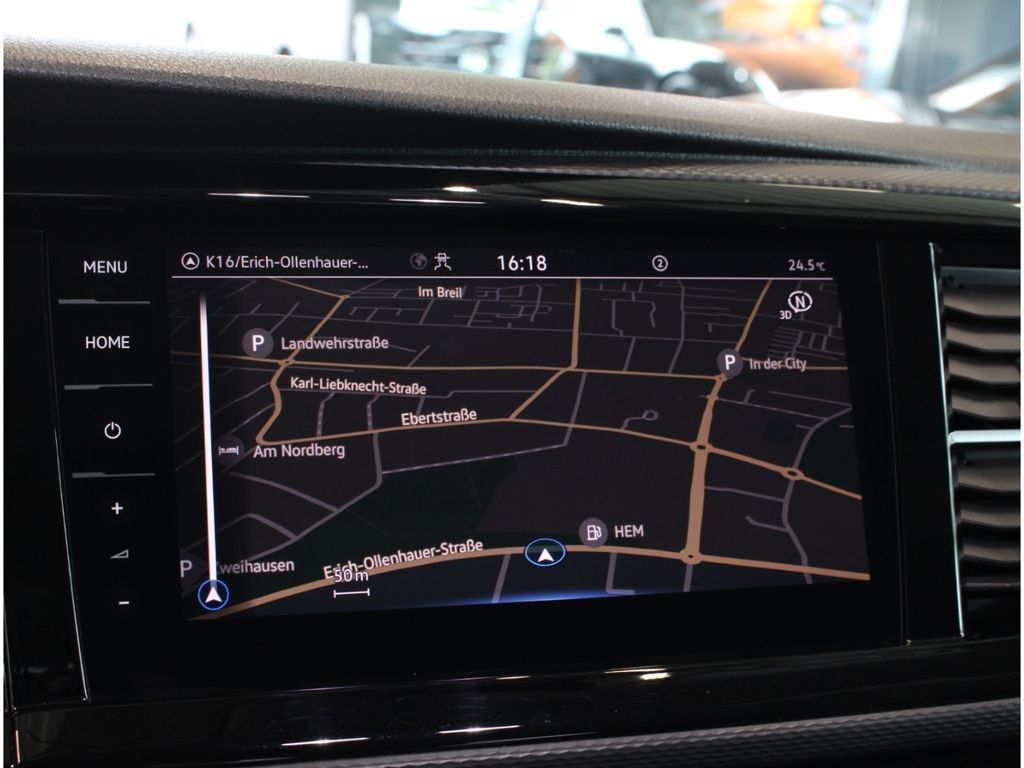 MENU
HOME
+
-
K16/Erich-Ollenhauer-...
16:18
2
24.5°C
Im Breil
N
3D
P
Landwehrstraße
P
In der City
Karl-Liebknecht-Straße
Ebertstraße
Am Nordberg
HEM
Erich-Ollenhauer-Straße
P
weihausen
50m